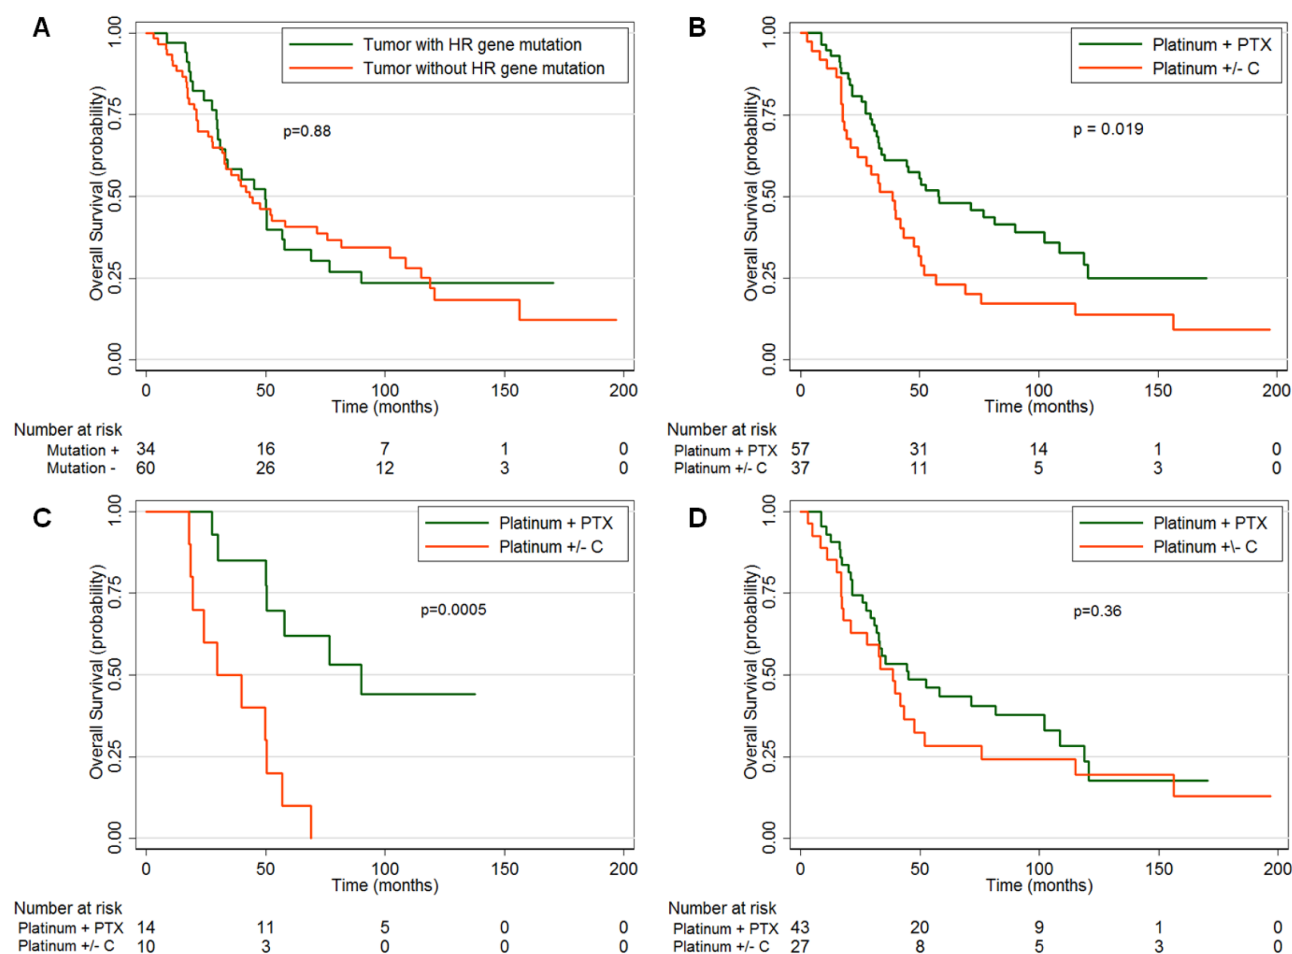 A
Tumor with HR gene mutation
Tumor without HR gene mutation
p=0.88
Overall Survival (probability)
1.00
0.75
0.50
0.25
0.00
0 50 100 150 200
Time (months)
Number at risk
Mutation + 34 16 7 1 0
Mutation - 60 26 12 3 0
B
Platinum + PTX
Platinum +/- C
p = 0.019
Overall Survival (probability)
1.00
0.75
0.50
0.25
0.00
0 50 100 150 200
Time (months)
Number at risk
Platinum + PTX 57 31 14 1 0
Platinum +/- C 37 11 5 3 0
C
Platinum + PTX
Platinum +/- C
p=0.0005
Overall Survival (probability)
1.00
0.75
0.50
0.25
0.00
0 50 100 150 200
Time (months)
Number at risk
Platinum + PTX 14 11 5 0 0
Platinum +/- C 10 3 0 0 0
D
Platinum + PTX
Platinum +\- C
p=0.36
Overall Survival (probability)
1.00
0.75
0.50
0.25
0.00
0 50 100 150 200
Time (months)
Number at risk
Platinum + PTX 43 20 9 1 0
Platinum +/- C 27 8 5 3 0